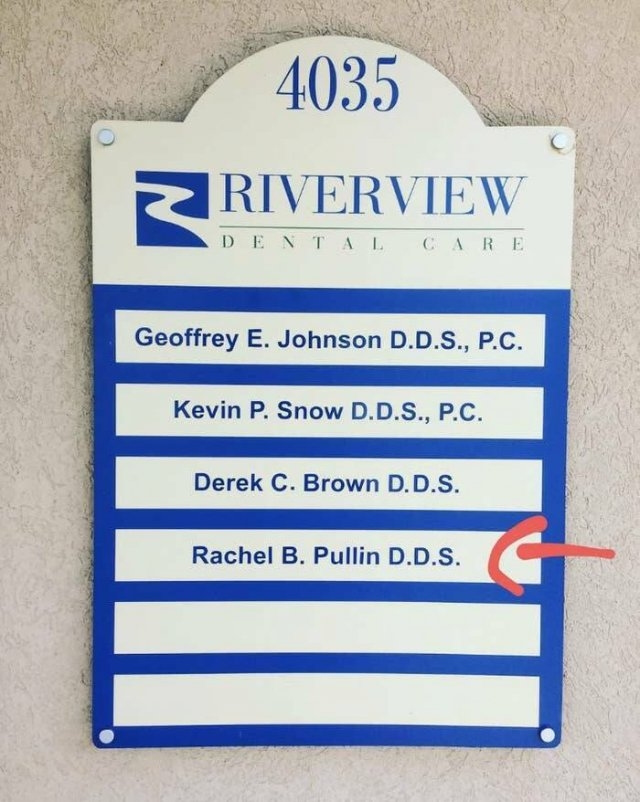 4035
RIVERVIEW
DENTAL CARE
Geoffrey E. Johnson D.D.S., P.C.
Kevin P. Snow D.D.S., P.C.
Derek C. Brown D.D.S.
Rachel B. Pullin D.D.S.